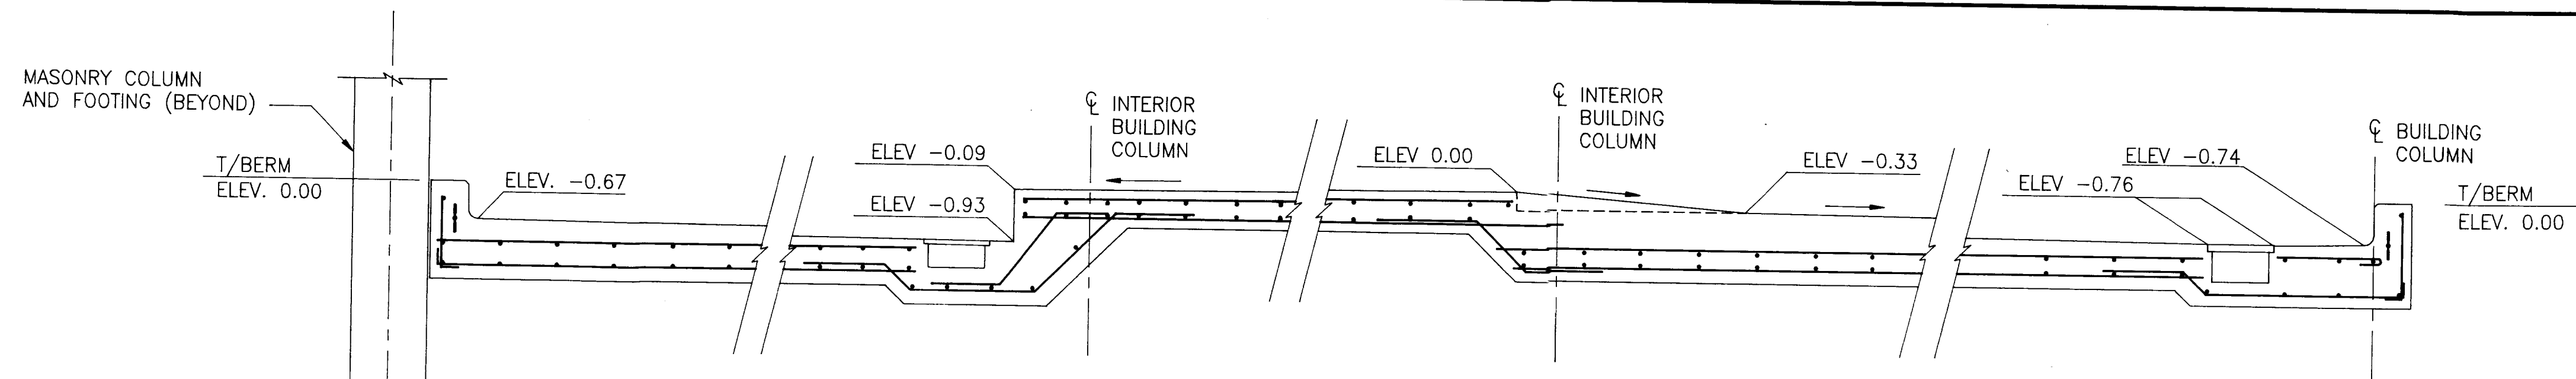 MASONRY COLUMN
AND FOOTING (BEYOND)
T/BERM
ELEV. 0.00
ELEV. -0.67
ELEV -0.09
ELEV -0.93
℄ INTERIOR
BUILDING
COLUMN
ELEV 0.00
℄ INTERIOR
BUILDING
COLUMN
ELEV -0.33
ELEV -0.74
ELEV -0.76
℄ BUILDING
COLUMN
T/BERM
ELEV. 0.00